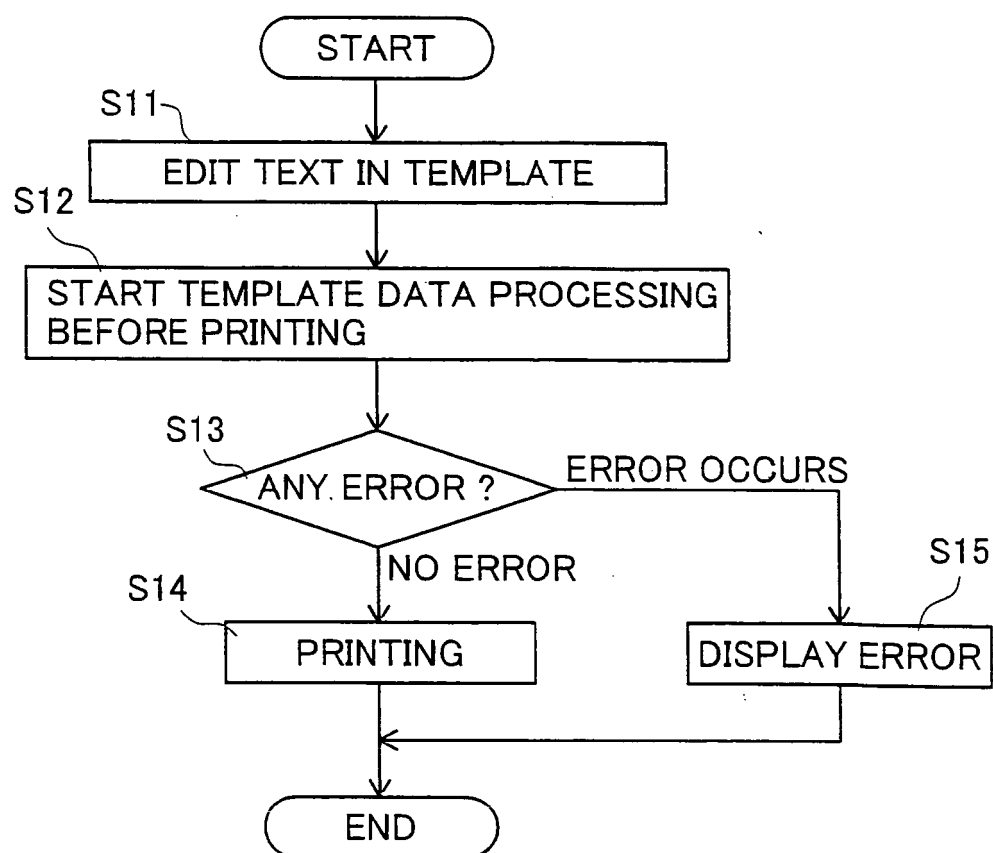 START
S11
EDIT TEXT IN TEMPLATE
S12
START TEMPLATE DATA PROCESSING
BEFORE PRINTING
S13
ANY ERROR ?
ERROR OCCURS
NO ERROR
S14
PRINTING
S15
DISPLAY ERROR
END